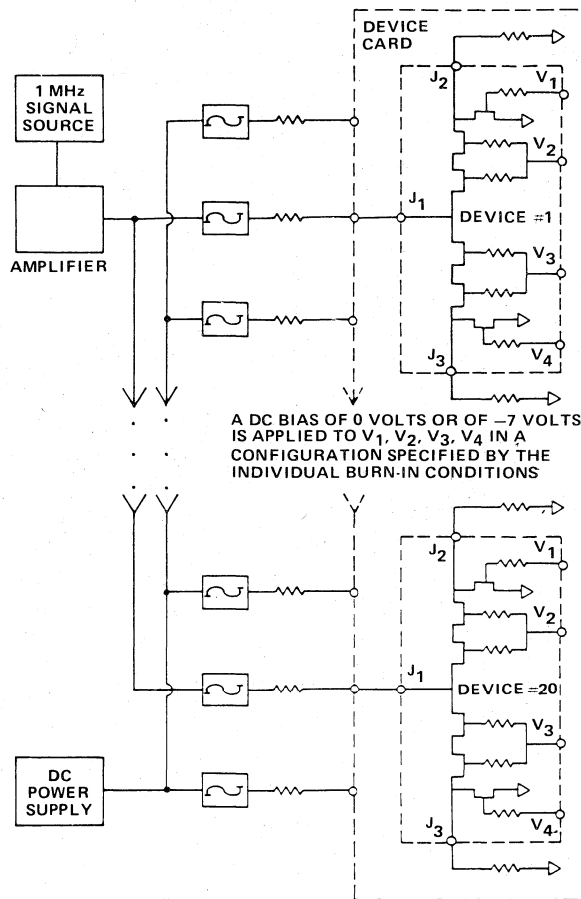 DEVICE
CARD
1 MHz
SIGNAL
SOURCE
AMPLIFIER
J2
V1
V2
J1
DEVICE #1
V3
J3
V4
A DC BIAS OF 0 VOLTS OR OF −7 VOLTS
IS APPLIED TO V1, V2, V3, V4 IN A
CONFIGURATION SPECIFIED BY THE
INDIVIDUAL BURN-IN CONDITIONS
J2
V1
V2
J1
DEVICE #20
V3
DC
POWER
SUPPLY
J3
V4